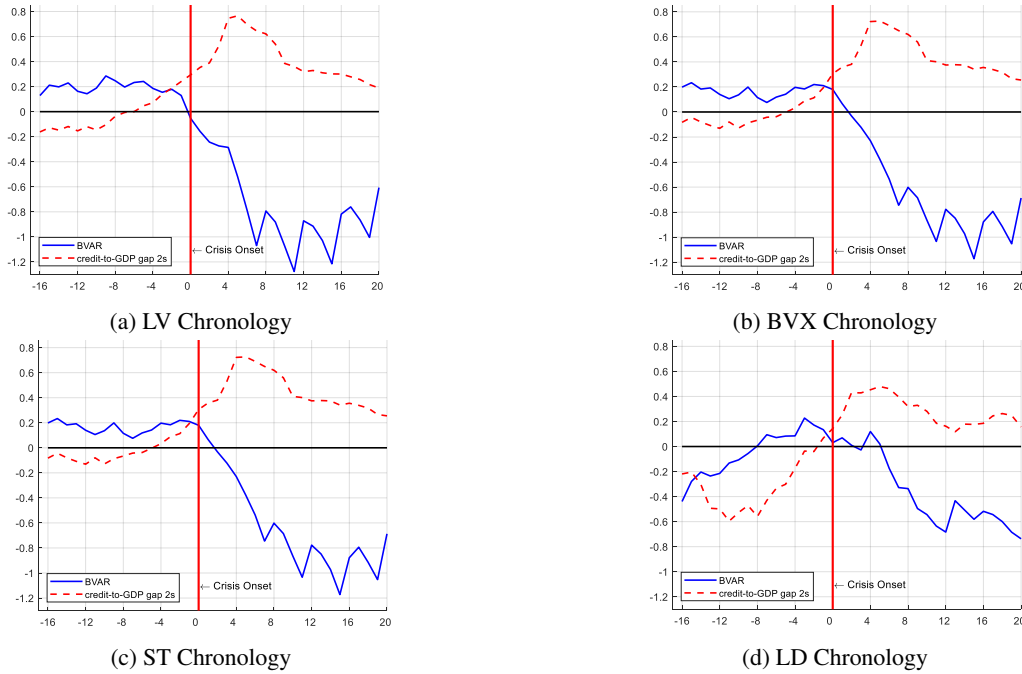 0.8
0.6
0.4
0.2
0
-0.2
-0.4
-0.6
-0.8
-1
-1.2
BVAR
credit-to-GDP gap 2s
← Crisis Onset
-16 -12 -8 -4 0 4 8 12 16 20
(a) LV Chronology
0.8
0.6
0.4
0.2
0
-0.2
-0.4
-0.6
-0.8
-1
-1.2
BVAR
credit-to-GDP gap 2s
← Crisis Onset
-16 -12 -8 -4 0 4 8 12 16 20
(b) BVX Chronology
0.8
0.6
0.4
0.2
0
-0.2
-0.4
-0.6
-0.8
-1
-1.2
BVAR
credit-to-GDP gap 2s
← Crisis Onset
-16 -12 -8 -4 0 4 8 12 16 20
(c) ST Chronology
0.8
0.6
0.4
0.2
0
-0.2
-0.4
-0.6
-0.8
-1
-1.2
BVAR
credit-to-GDP gap 2s
← Crisis Onset
-16 -12 -8 -4 0 4 8 12 16 20
(d) LD Chronology